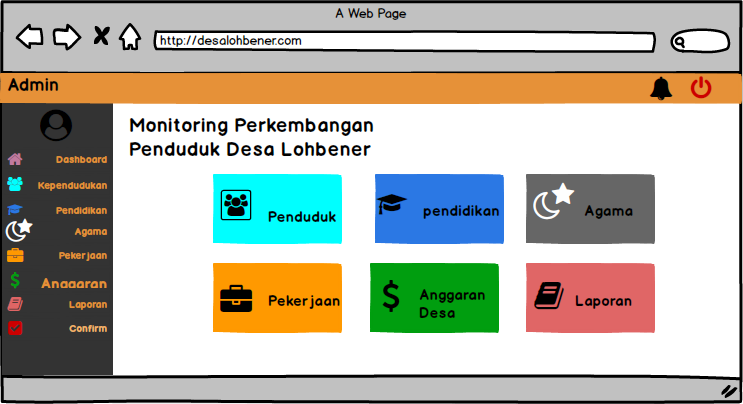 A Web Page
http://desalohbener.com
Admin
Monitoring Perkembangan
Penduduk Desa Lohbener
Dashboard
Kependudukan
Pendidikan
Agama
Pekerjaan
Anggaran
Laporan
Confirm
Penduduk
pendidikan
Agama
Pekerjaan
Anggaran
Desa
Laporan